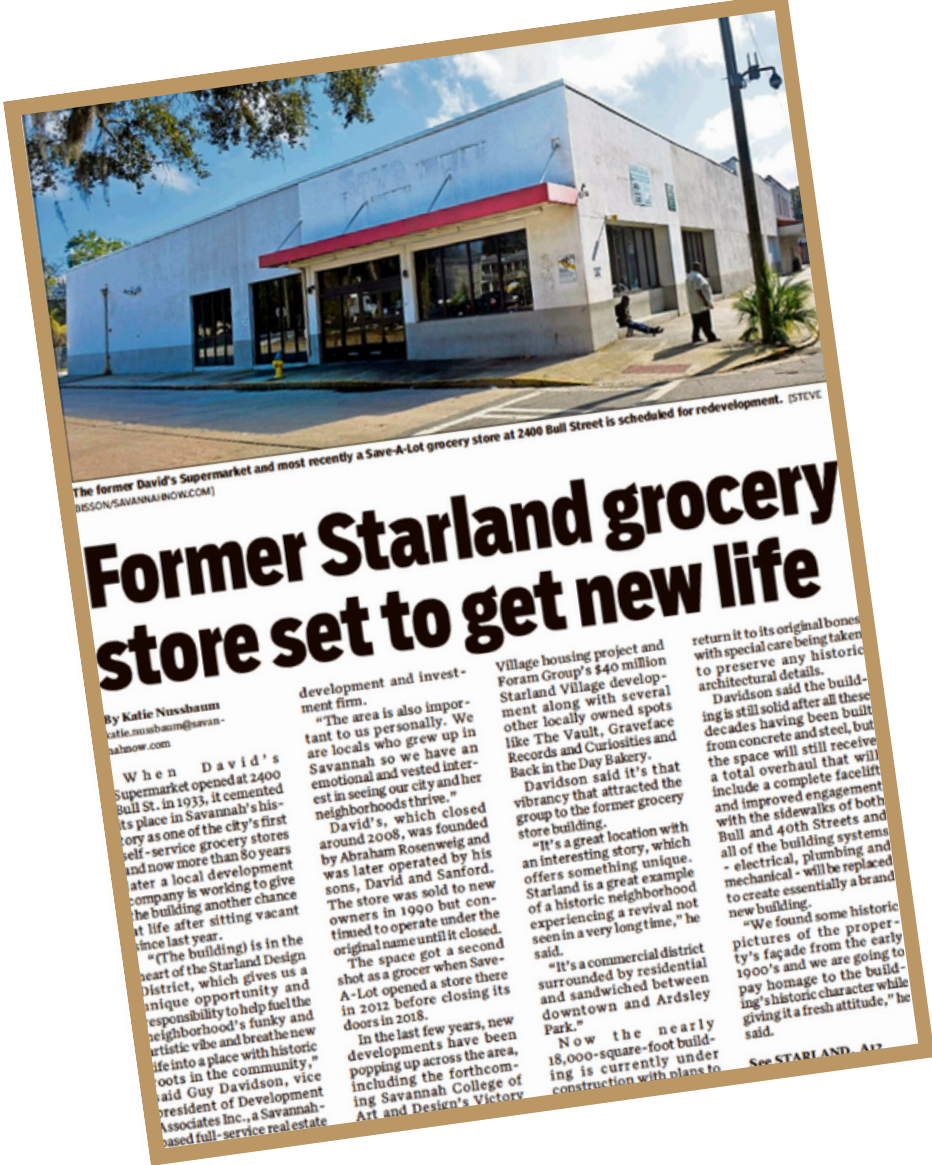 The former David's Supermarket and most recently a Save-A-Lot grocery store at 2400 Bull Street is scheduled for redevelopment. [STEVE
BISSON/SAVANNAHNOW.COM]
Former Starland grocery
store set to get new life
By Katie Nussbaum
katie.nussbaum@savan-
nahnow.com
When David's
Supermarket opened at 2400
Bull St. in 1933, it cemented
its place in Savannah's his-
tory as one of the city's first
self-service grocery stores
and now more than 80 years
later a local development
company is working to give
the building another chance
at life after sitting vacant
since last year.
"(The building) is in the
heart of the Starland Design
District, which gives us a
unique opportunity and
responsibility to help fuel the
neighborhood's funky and
artistic vibe and breathe new
life into a place with historic
roots in the community,"
said Guy Davidson, vice
president of Development
Associates Inc., a Savannah-
based full-service real estate
development and invest-
ment firm.
"The area is also impor-
tant to us personally. We
are locals who grew up in
Savannah so we have an
emotional and vested inter-
est in seeing our city and her
neighborhoods thrive."
David's, which closed
around 2008, was founded
by Abraham Rosenweig and
was later operated by his
sons, David and Sanford.
The store was sold to new
owners in 1990 but con-
tinued to operate under the
original name until it closed.
The space got a second
shot as a grocer when Save-
A-Lot opened a store there
in 2012 before closing its
doors in 2018.
In the last few years, new
developments have been
popping up across the area,
including the forthcom-
ing Savannah College of
Art and Design's Victory
Village housing project and
Foram Group's $40 million
Starland Village develop-
ment along with several
other locally owned spots
like The Vault, Graveface
Records and Curiosities and
Back in the Day Bakery.
Davidson said it's that
vibrancy that attracted the
group to the former grocery
store building.
"It's a great location with
an interesting story, which
offers something unique.
Starland is a great example
of a historic neighborhood
experiencing a revival not
seen in a very long time," he
said.
"It's a commercial district
surrounded by residential
and sandwiched between
downtown and Ardsley
Park."
Now the nearly
18,000-square-foot build-
ing is currently under
construction with plans to
return it to its original bones
with special care being taken
to preserve any historic
architectural details.
Davidson said the build-
ing is still solid after all these
decades having been built
from concrete and steel, but
the space will still receive
a total overhaul that will
include a complete facelift
and improved engagement
with the sidewalks of both
Bull and 40th Streets and
all of the building systems
- electrical, plumbing and
mechanical - will be replaced
to create essentially a brand
new building.
"We found some historic
pictures of the proper-
ty's façade from the early
1900's and we are going to
pay homage to the build-
ing's historic character while
giving it a fresh attitude," he
said.
See STARLAND, A12